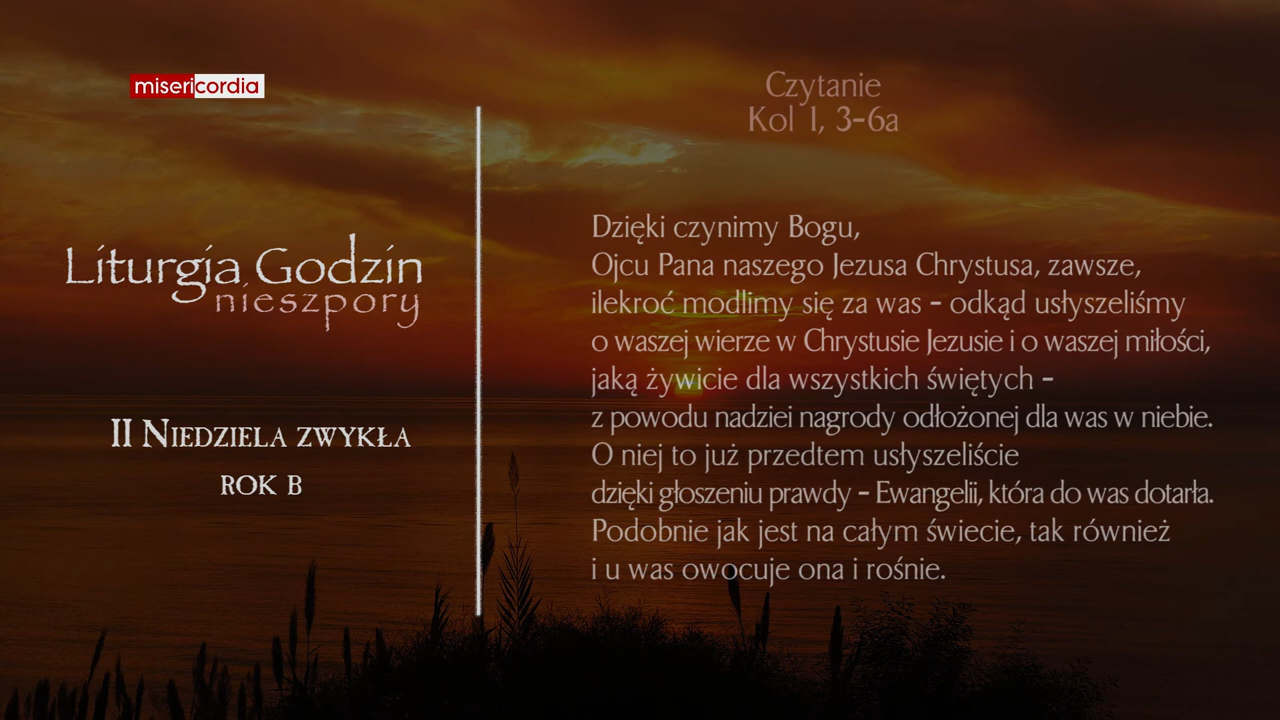 misericordia
Liturgia Godzin
nieszpory
II Niedziela zwykła
rok B
Czytanie
Kol 1, 3-6a
Dzięki czynimy Bogu,
Ojcu Pana naszego Jezusa Chrystusa, zawsze,
ilekroć modlimy się za was - odkąd usłyszeliśmy
o waszej wierze w Chrystusie Jezusie i o waszej miłości,
jaką żywicie dla wszystkich świętych -
z powodu nadziei nagrody odłożonej dla was w niebie.
O niej to już przedtem usłyszeliście
dzięki głoszeniu prawdy - Ewangelii, która do was dotarła.
Podobnie jak jest na całym świecie, tak również
i u was owocuje ona i rośnie.